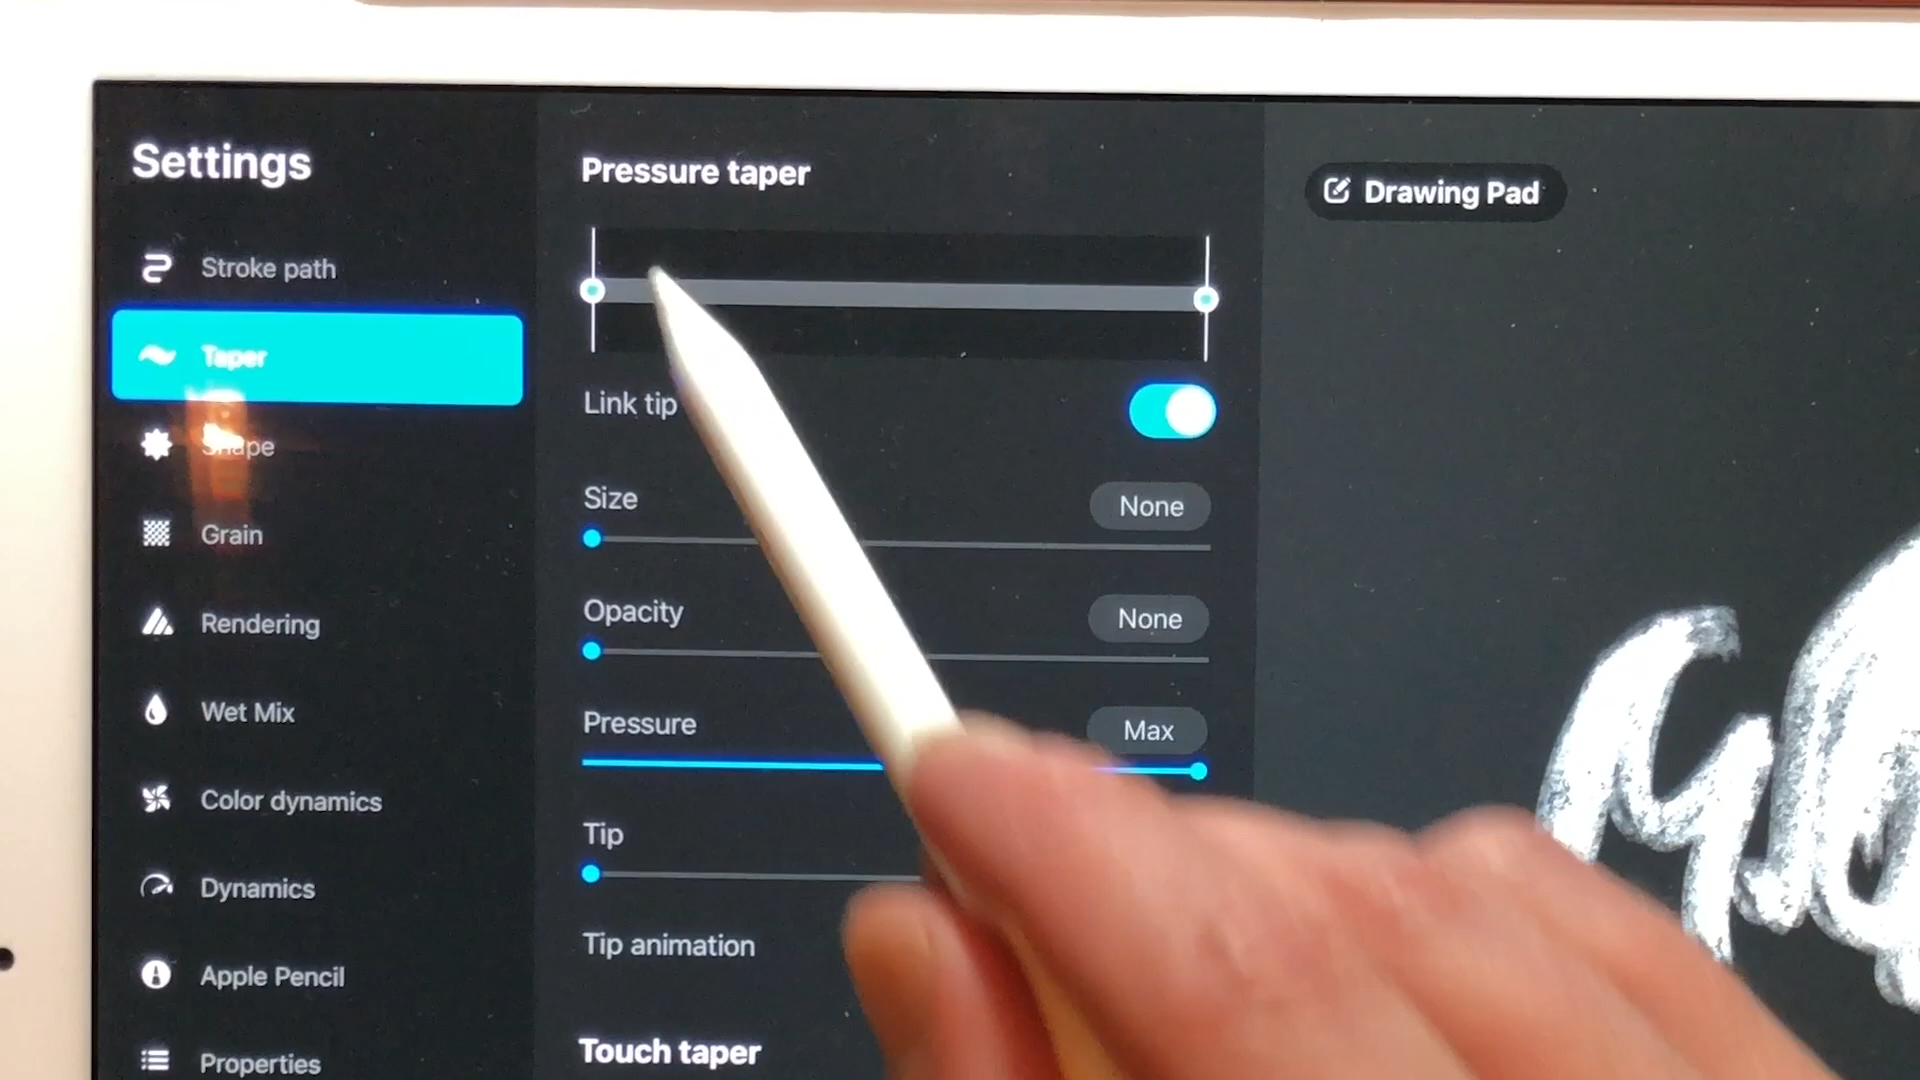 Settings
Stroke path
Taper
Shape
Grain
Rendering
Wet Mix
Color dynamics
Dynamics
Apple Pencil
Properties
Pressure taper
Link tip
Size None
Opacity None
Pressure Max
Tip
Tip animation
Touch taper
Drawing Pad